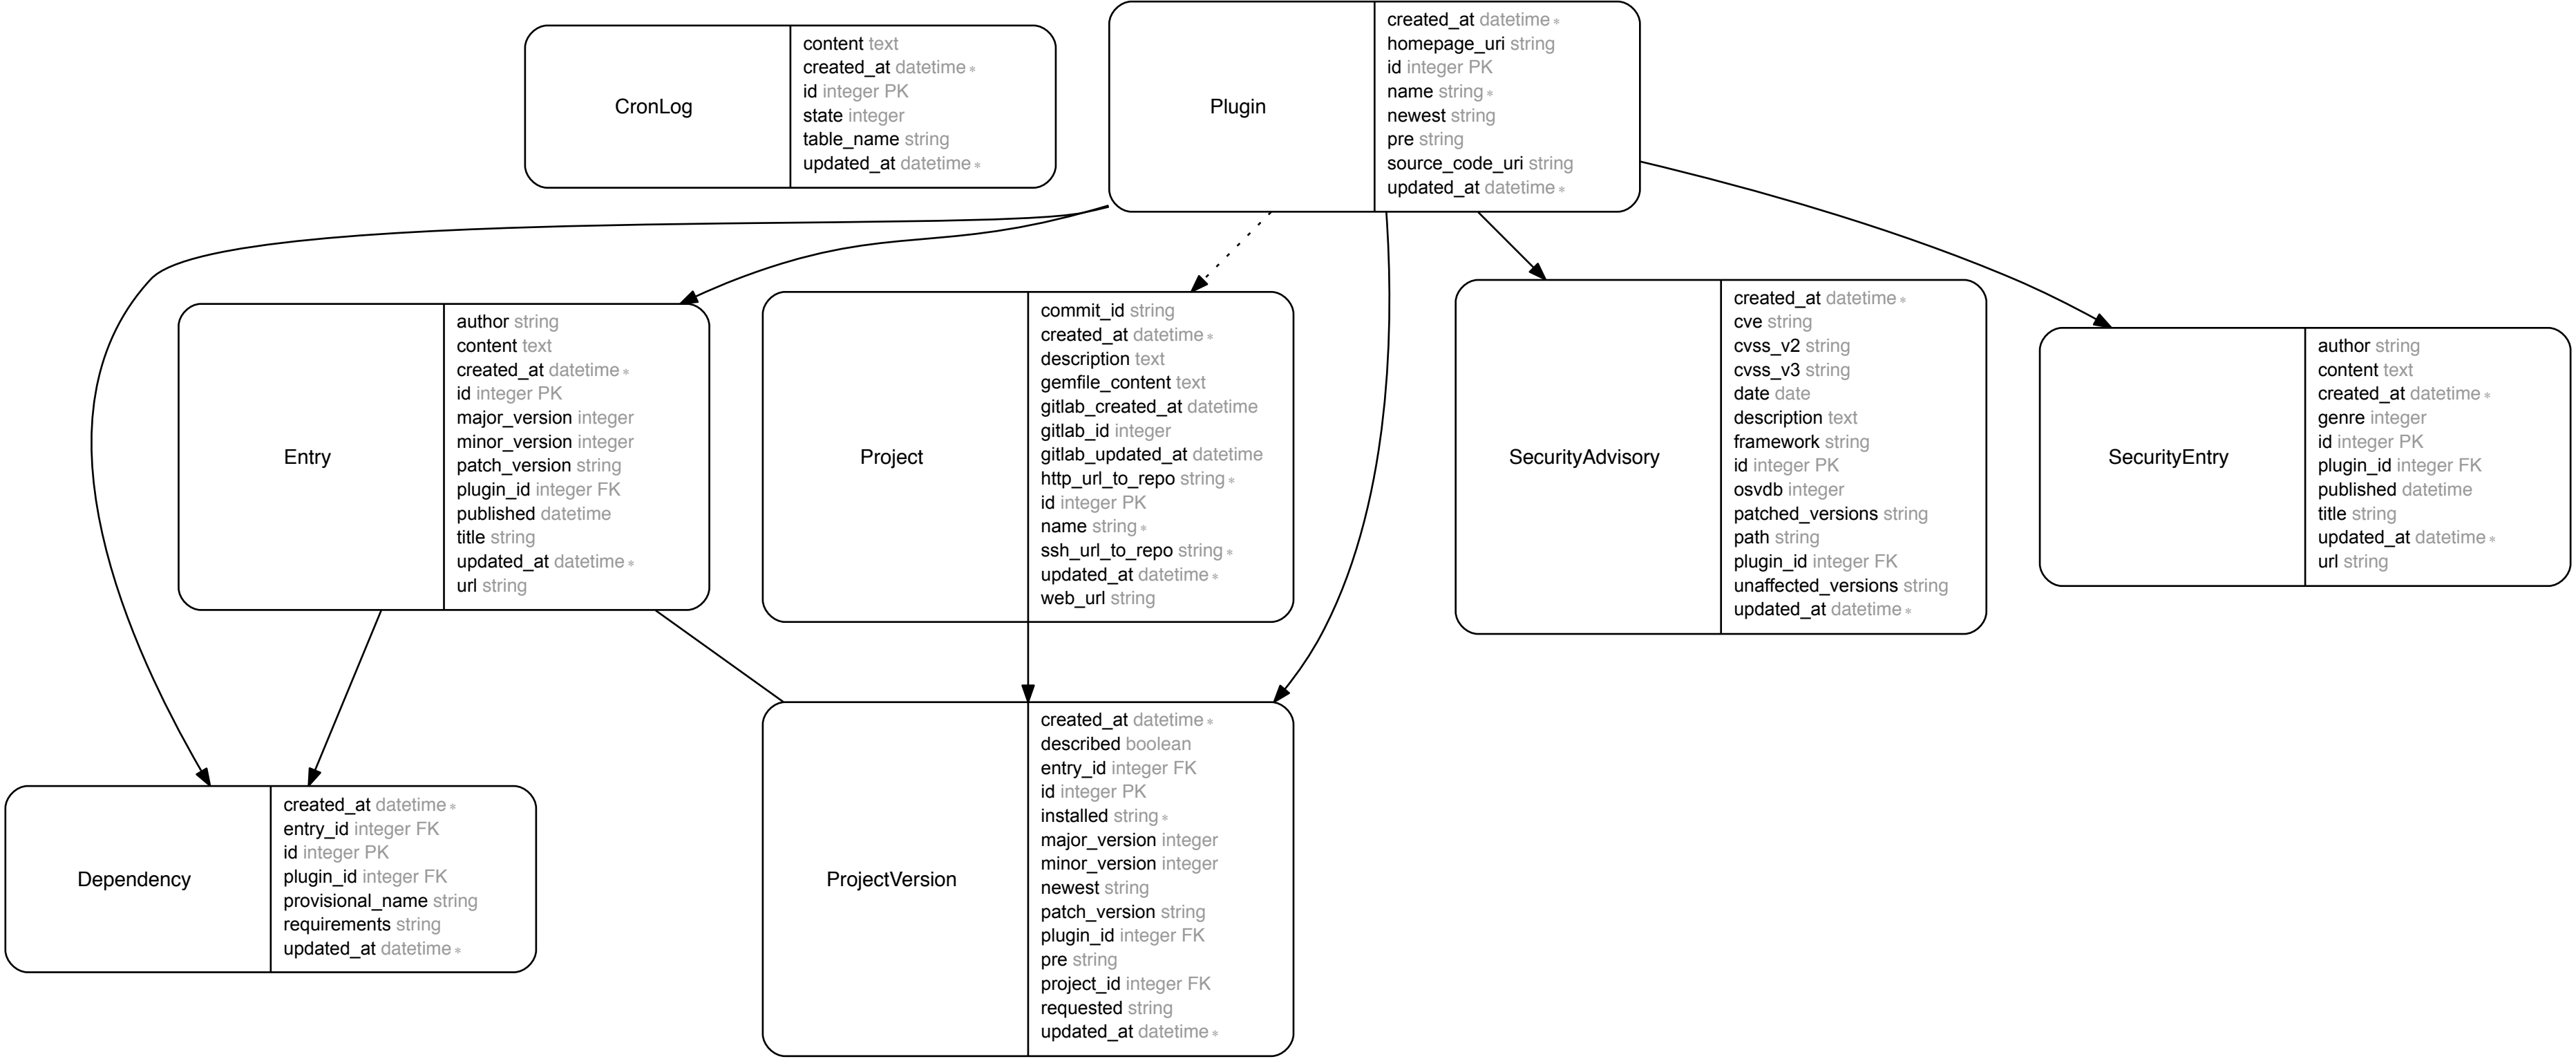 CronLog
content text
created_at datetime *
id integer PK
state integer
table_name string
updated_at datetime *
Plugin
created_at datetime *
homepage_uri string
id integer PK
name string *
newest string
pre string
source_code_uri string
updated_at datetime *
Entry
author string
content text
created_at datetime *
id integer PK
major_version integer
minor_version integer
patch_version string
plugin_id integer FK
published datetime
title string
updated_at datetime *
url string
Project
commit_id string
created_at datetime *
description text
gemfile_content text
gitlab_created_at datetime
gitlab_id integer
gitlab_updated_at datetime
http_url_to_repo string *
id integer PK
name string *
ssh_url_to_repo string *
updated_at datetime *
web_url string
SecurityAdvisory
created_at datetime *
cve string
cvss_v2 string
cvss_v3 string
date date
description text
framework string
id integer PK
osvdb integer
patched_versions string
path string
plugin_id integer FK
unaffected_versions string
updated_at datetime *
SecurityEntry
author string
content text
created_at datetime *
genre integer
id integer PK
plugin_id integer FK
published datetime
title string
updated_at datetime *
url string
Dependency
created_at datetime *
entry_id integer FK
id integer PK
plugin_id integer FK
provisional_name string
requirements string
updated_at datetime *
ProjectVersion
created_at datetime *
described boolean
entry_id integer FK
id integer PK
installed string *
major_version integer
minor_version integer
newest string
patch_version string
plugin_id integer FK
pre string
project_id integer FK
requested string
updated_at datetime *